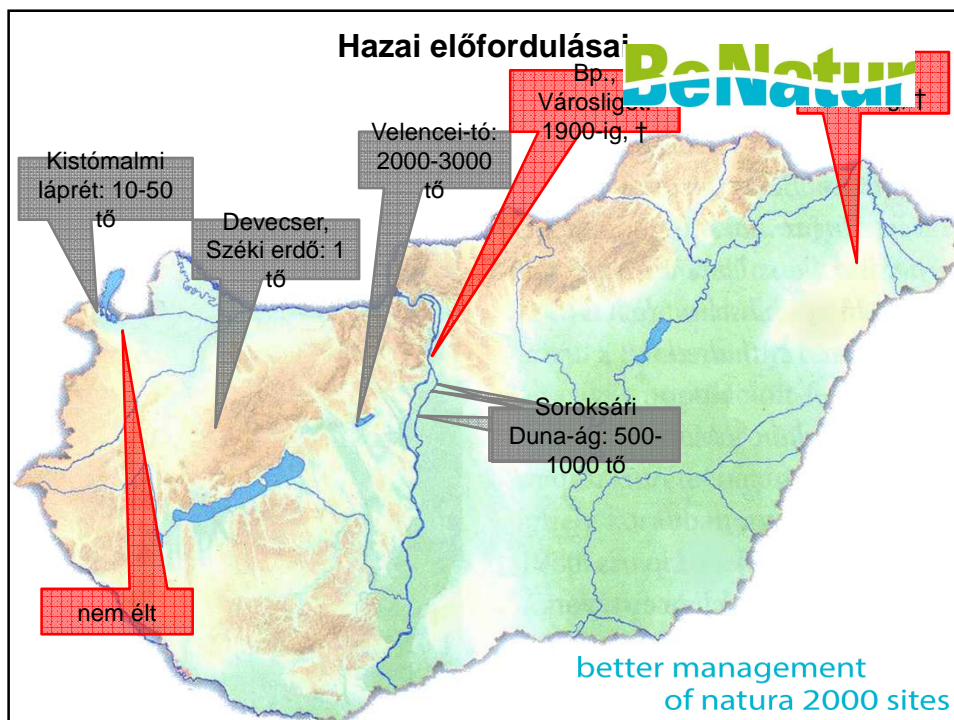 Hazai előfordulásai
BeNatur
Bp.,
1900-ig, †
†
Velencei-tó:
2000-3000
tő
Kistómalmi
láprét: 10-50
tő
Devecser,
Széki erdő: 1
tő
Soroksári
Duna-ág: 500-
1000 tő
nem élt
better management
of natura 2000 sites